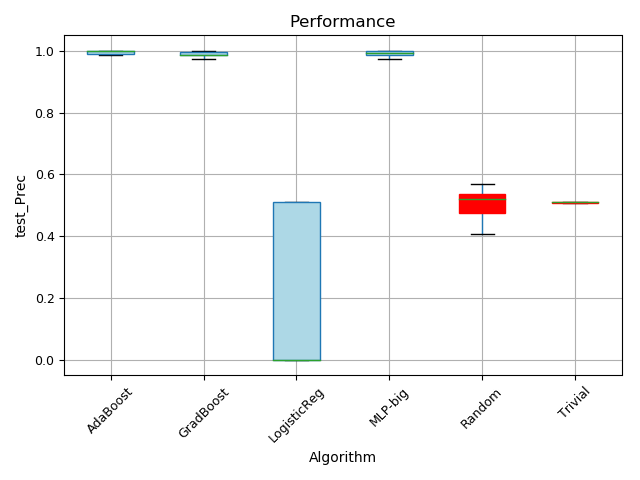 Performance
test_Prec
1.0
0.8
0.6
0.4
0.2
0.0
AdaBoost
GradBoost
LogisticReg
MLP-big
Random
Trivial
Algorithm